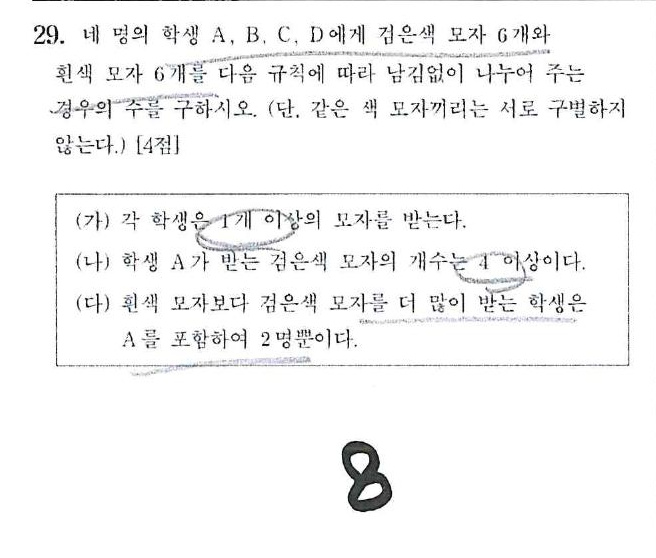 29. 네 명의 학생 A, B, C, D에게 검은색 모자 6개와
흰색 모자 6개를 다음 규칙에 따라 남김없이 나누어 주는
경우의 수를 구하시오. (단, 같은 색 모자끼리는 서로 구별하지
않는다.) [4점]
(가) 각 학생은 1개 이상의 모자를 받는다.
(나) 학생 A가 받는 검은색 모자의 개수는 4 이상이다.
(다) 흰색 모자보다 검은색 모자를 더 많이 받는 학생은
A를 포함하여 2명뿐이다.
8